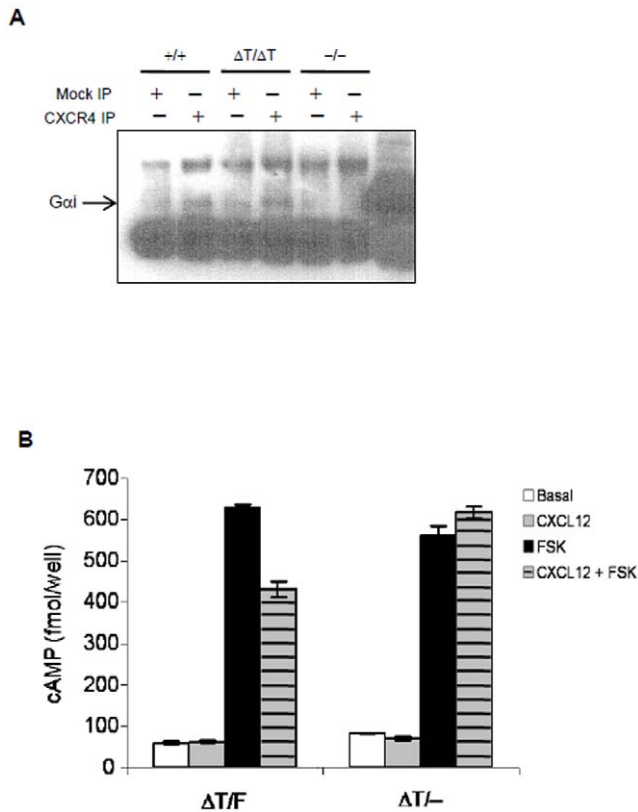 A
+/+ ΔT/ΔT −/−
Mock IP + − + − + −
CXCR4 IP − + − + − +
Gαi
B
cAMP (fmol/well)
700
600
500
400
300
200
100
0
Basal
CXCL12
FSK
CXCL12 + FSK
ΔT/F ΔT/–